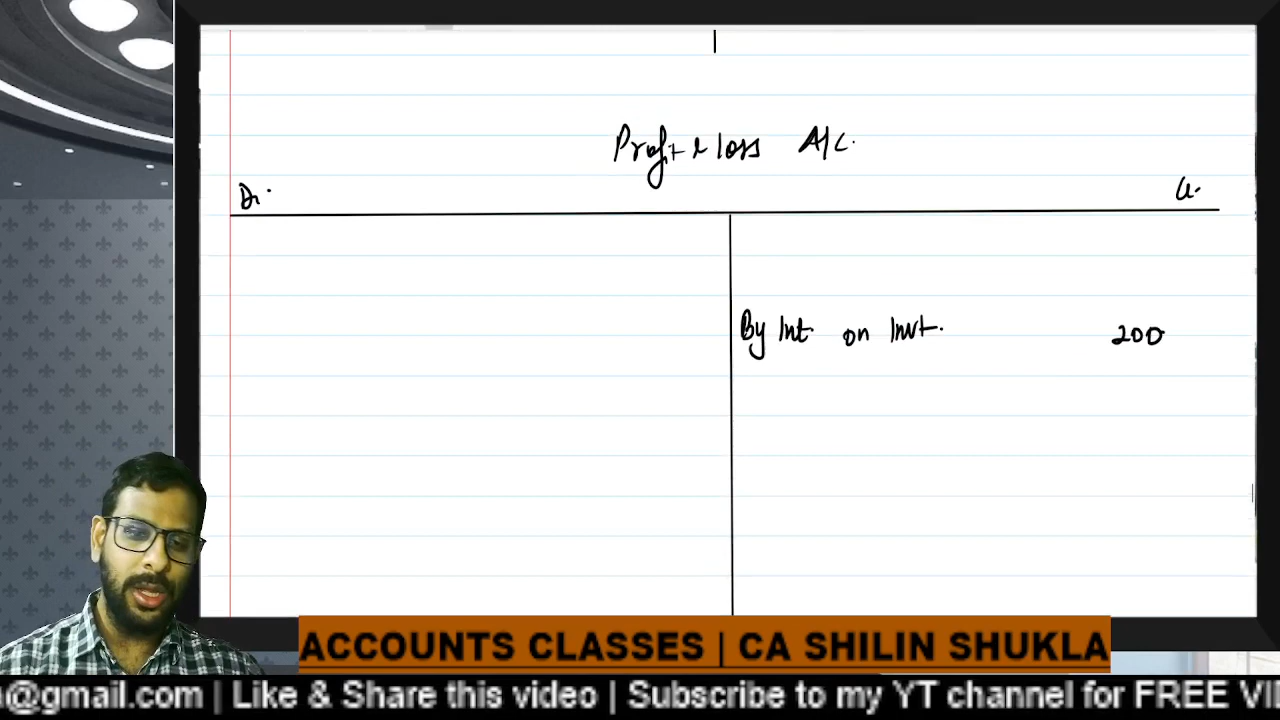 Profit & loss A/c.
Dr. Cr.
By Int on Invt. 200
ACCOUNTS CLASSES | CA SHILIN SHUKLA
@gmail.com | Like & Share this video | Subscribe to my YT channel for FREE